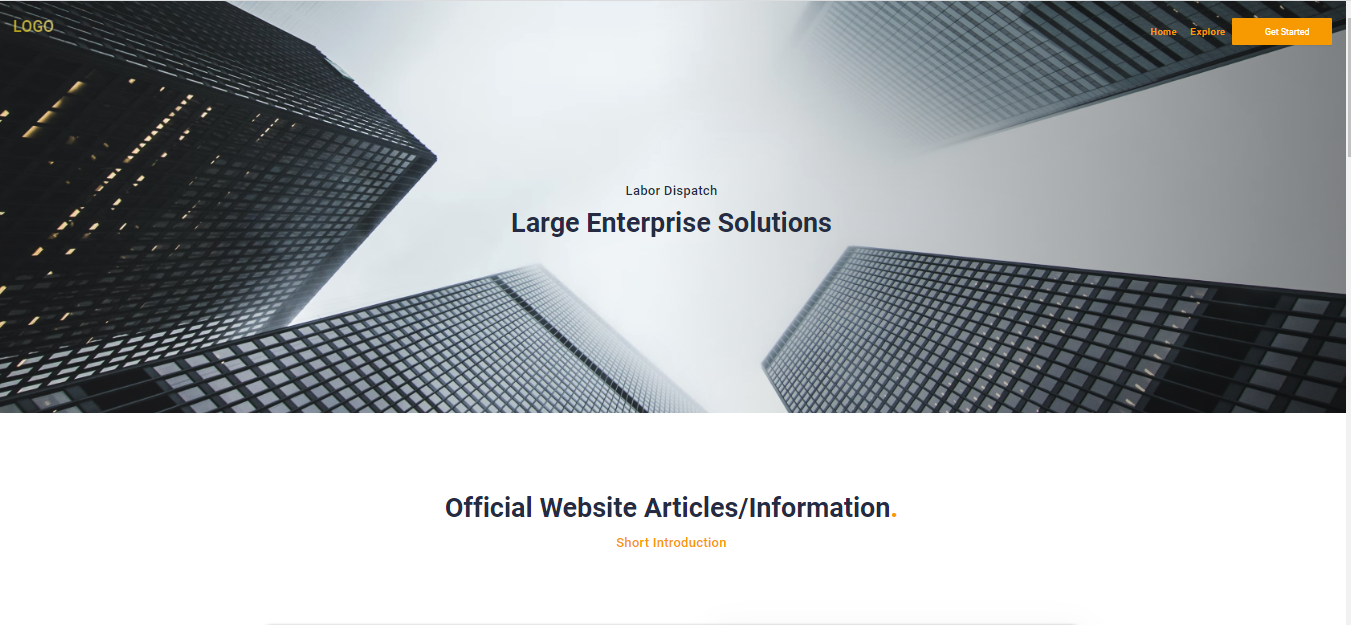 LOGO
Home Explore Get Started
Labor Dispatch
Large Enterprise Solutions
Official Website Articles/Information.
Short Introduction